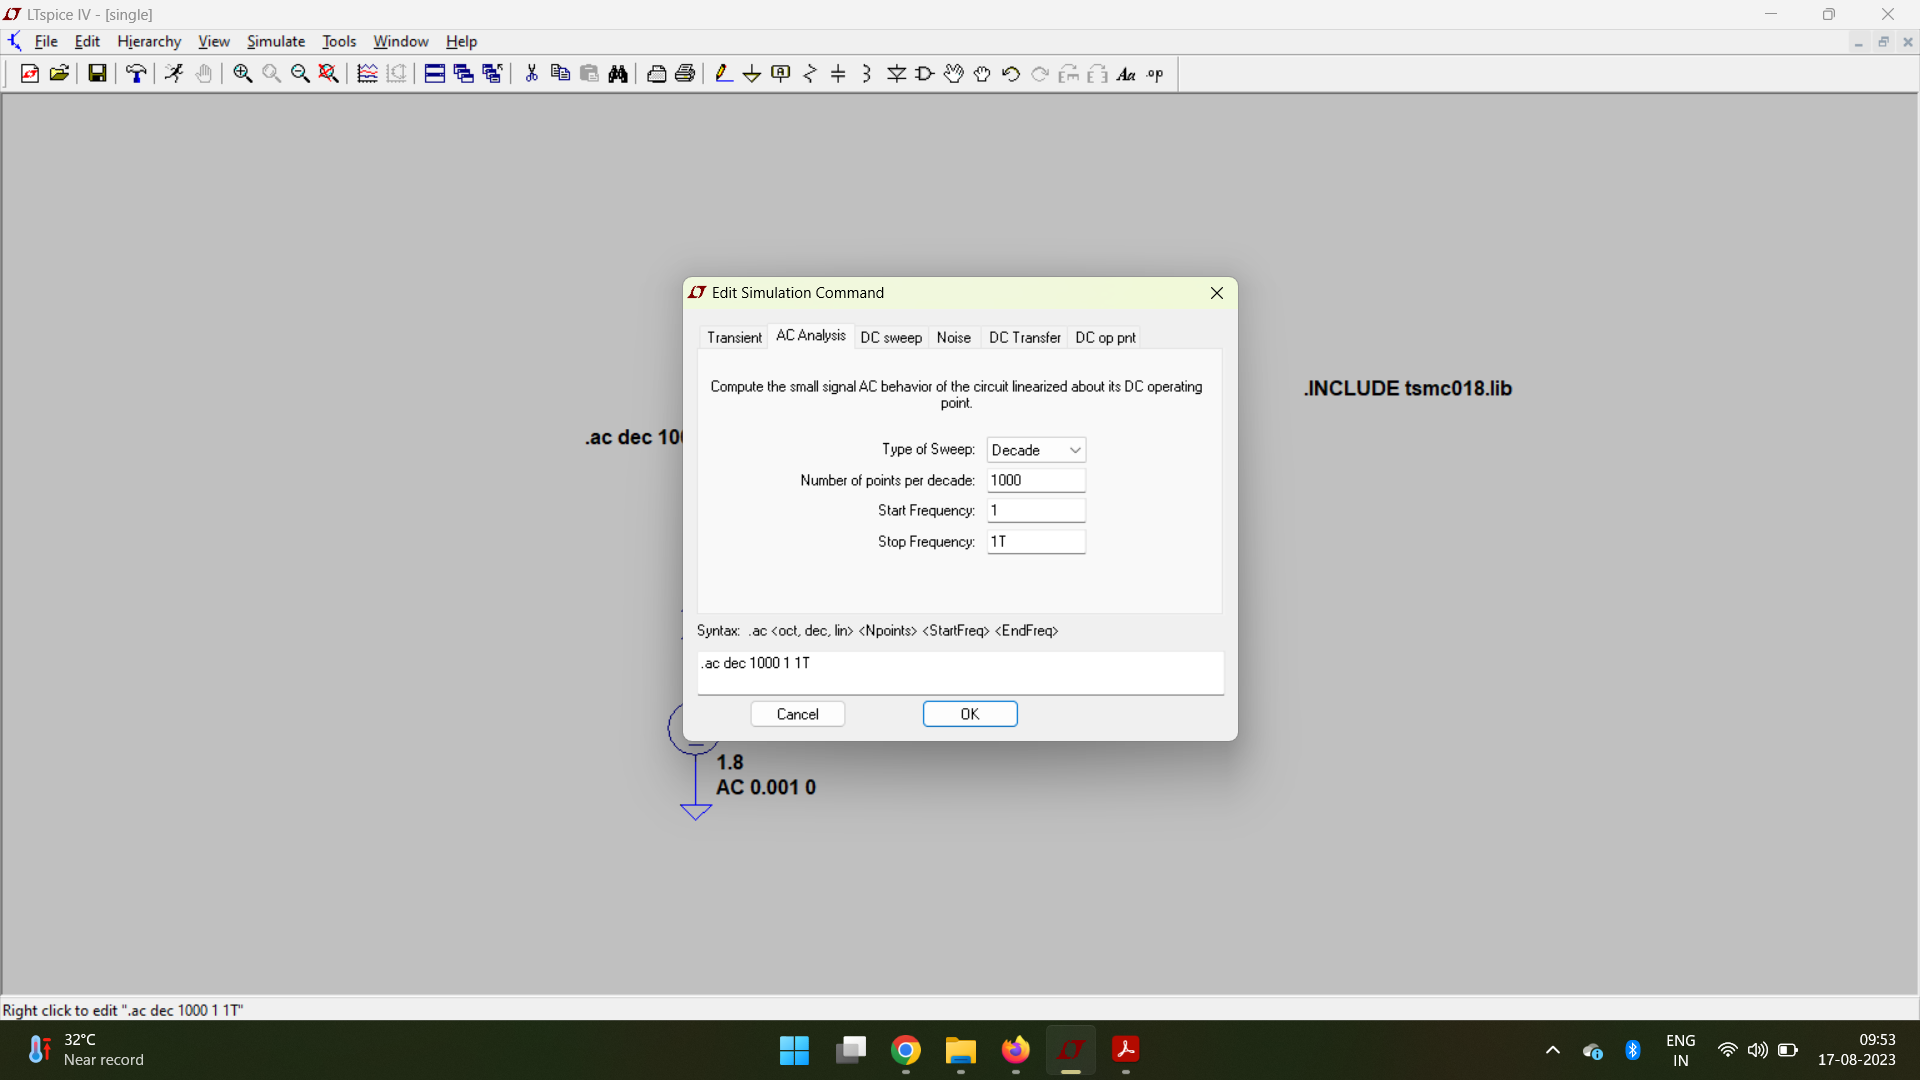 LTspice IV - [single]
File Edit Hierarchy View Simulate Tools Window Help
.op
Edit Simulation Command
Transient AC Analysis DC sweep Noise DC Transfer DC op pnt
Compute the small signal AC behavior of the circuit linearized about its DC operating
point.
Type of Sweep: Decade
Number of points per decade: 1000
Start Frequency: 1
Stop Frequency: 1T
Syntax: .ac <oct, dec, lin> <Npoints> <StartFreq> <EndFreq>
.ac dec 1000 1 1T
Cancel OK
.ac dec 100
.INCLUDE tsmc018.lib
1.8
AC 0.001 0
Right click to edit ".ac dec 1000 1 1T"
32°C
Near record
ENG
IN
09:53
17-08-2023